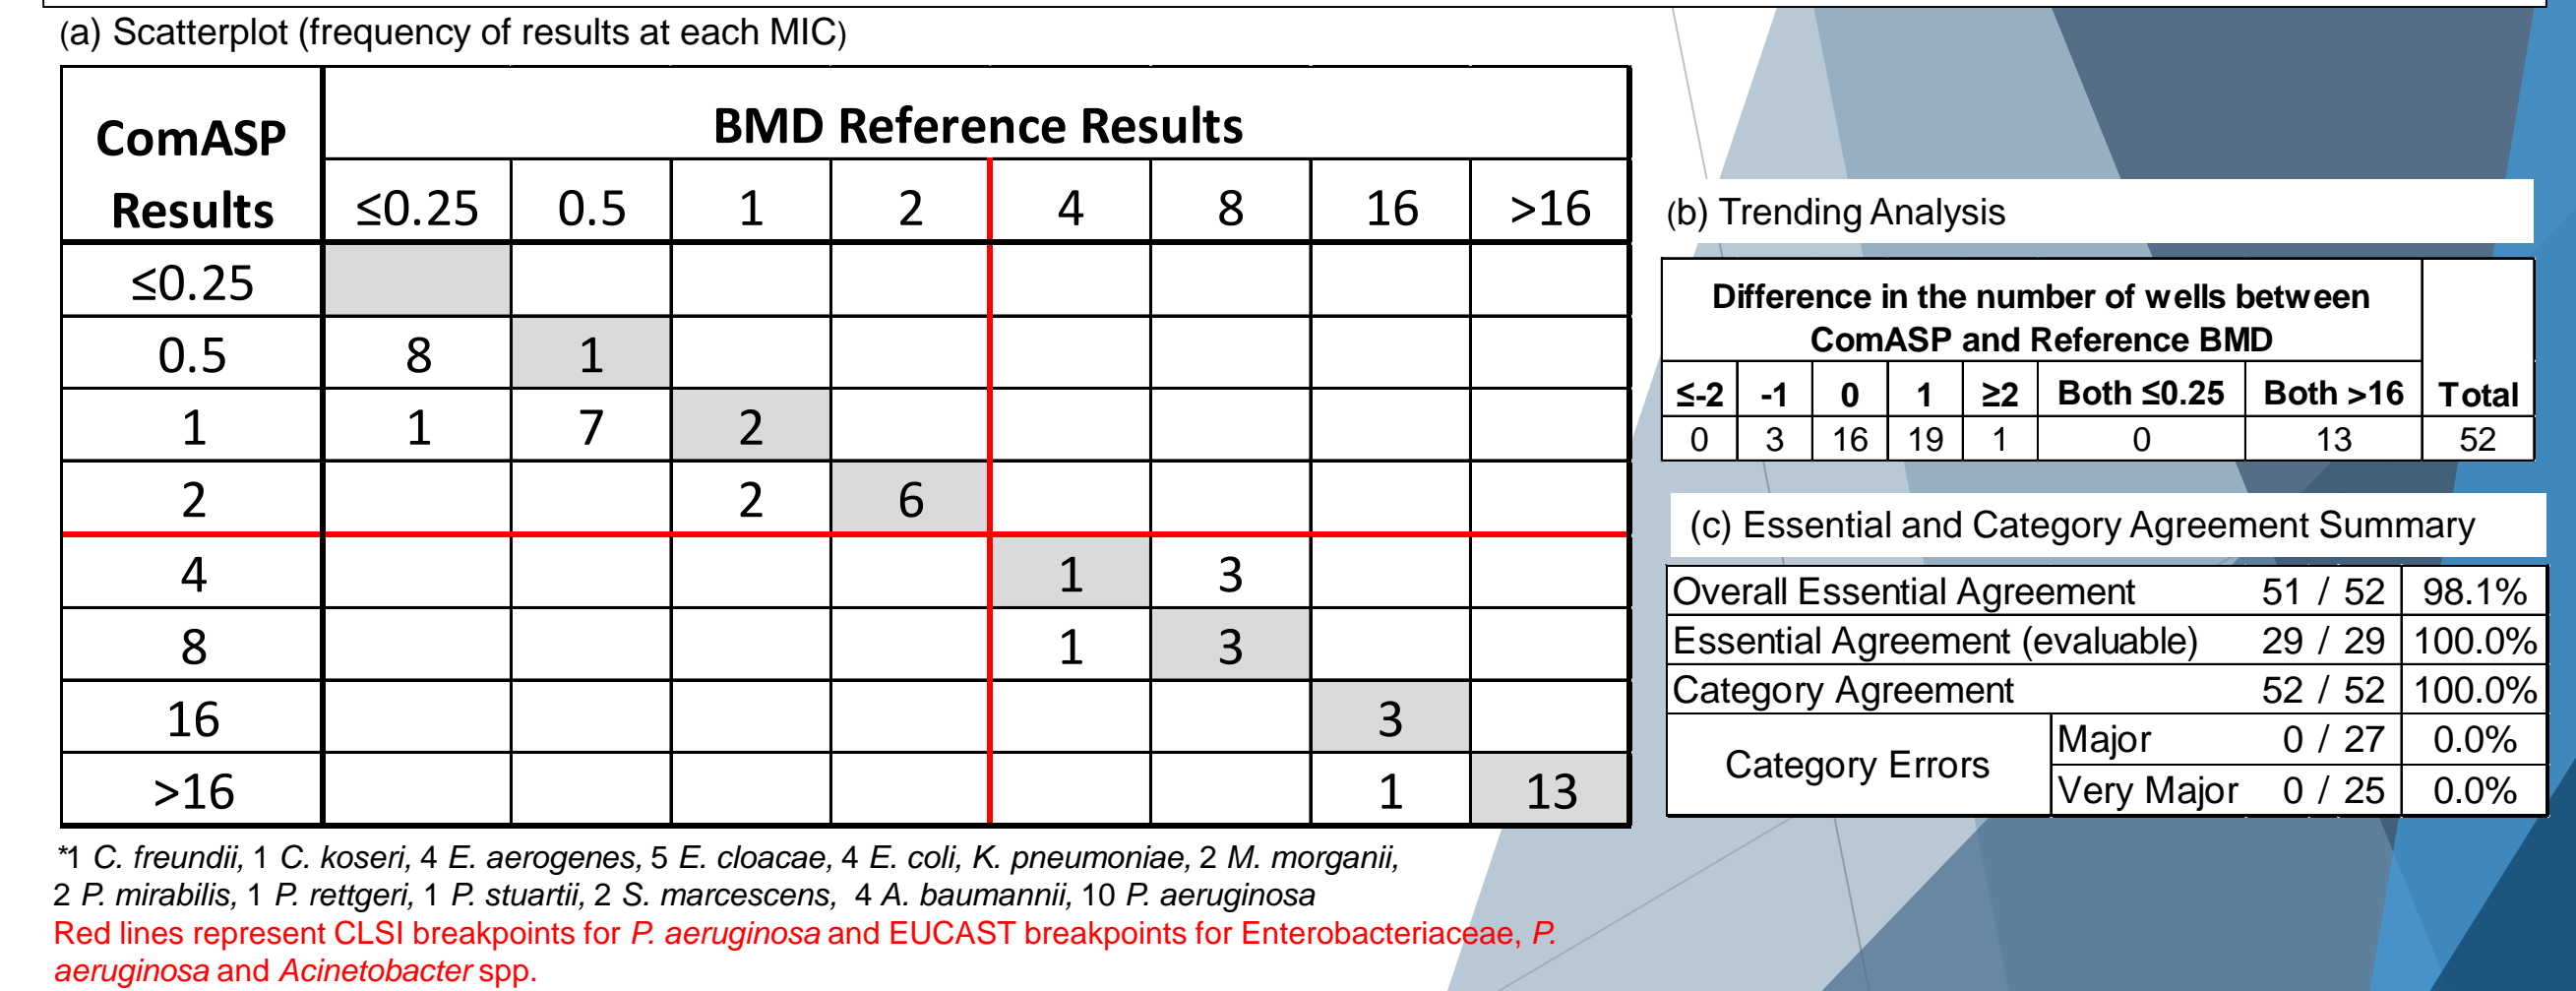 (a) Scatterplot (frequency of results at each MIC)
ComASP Results BMD Reference Results
≤0.25 0.5 1 2 4 8 16 >16
≤0.25
0.5 8 1
1 1 7 2
2 2 6
4 1 3
8 1 3
16 3
>16 1 13
*1 C. freundii, 1 C. koseri, 4 E. aerogenes, 5 E. cloacae, 4 E. coli, K. pneumoniae, 2 M. morganii,
2 P. mirabilis, 1 P. rettgeri, 1 P. stuartii, 2 S. marcescens, 4 A. baumannii, 10 P. aeruginosa
Red lines represent CLSI breakpoints for P. aeruginosa and EUCAST breakpoints for Enterobacteriaceae, P.
aeruginosa and Acinetobacter spp.
(b) Trending Analysis
Difference in the number of wells between
ComASP and Reference BMD
≤-2 -1 0 1 ≥2 Both ≤0.25 Both >16 Total
0 3 16 19 1 0 13 52
(c) Essential and Category Agreement Summary
Overall Essential Agreement 51 / 52 98.1%
Essential Agreement (evaluable) 29 / 29 100.0%
Category Agreement 52 / 52 100.0%
Category Errors
Major 0 / 27 0.0%
Very Major 0 / 25 0.0%